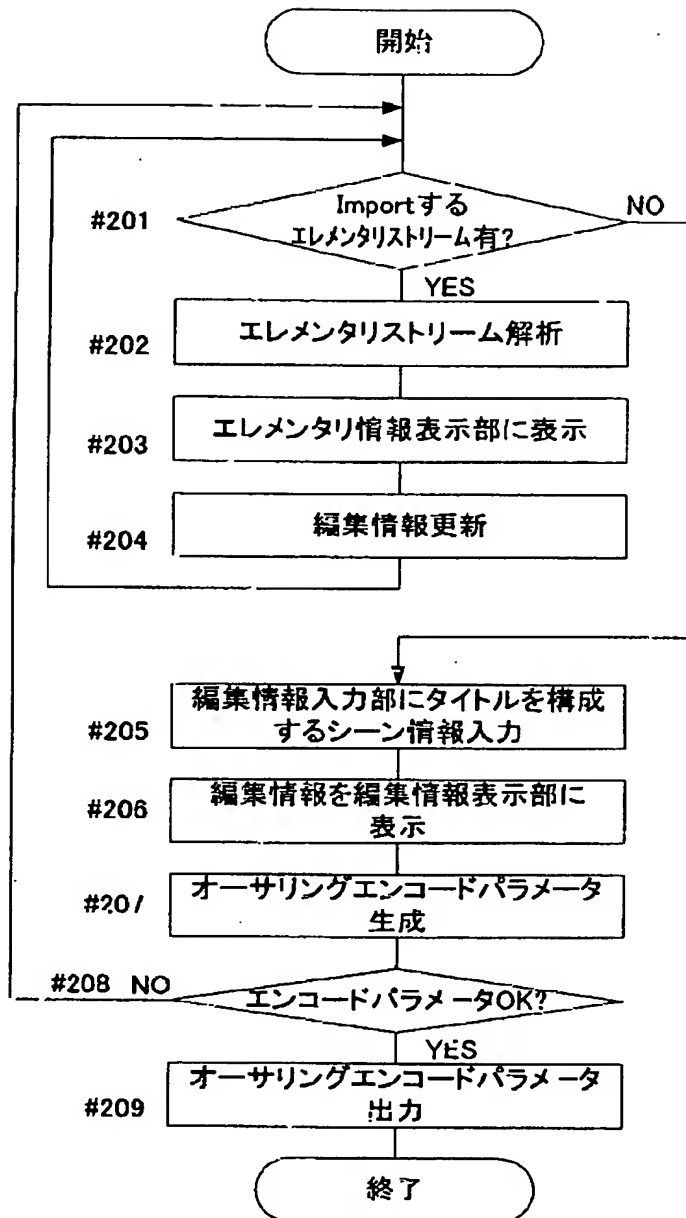 開始
#201
Importする
エレメンタリストリーム有?
NO
YES
#202
エレメンタリストリーム解析
#203
エレメンタリ情報表示部に表示
#204
編集情報更新
#205
編集情報入力部にタイトルを構成
するシーン情報入力
#206
編集情報を編集情報表示部に
表示
#207
オーサリングエンコードパラメータ
生成
#208 NO
エンコードパラメータOK?
YES
#209
オーサリングエンコードパラメータ
出力
終了